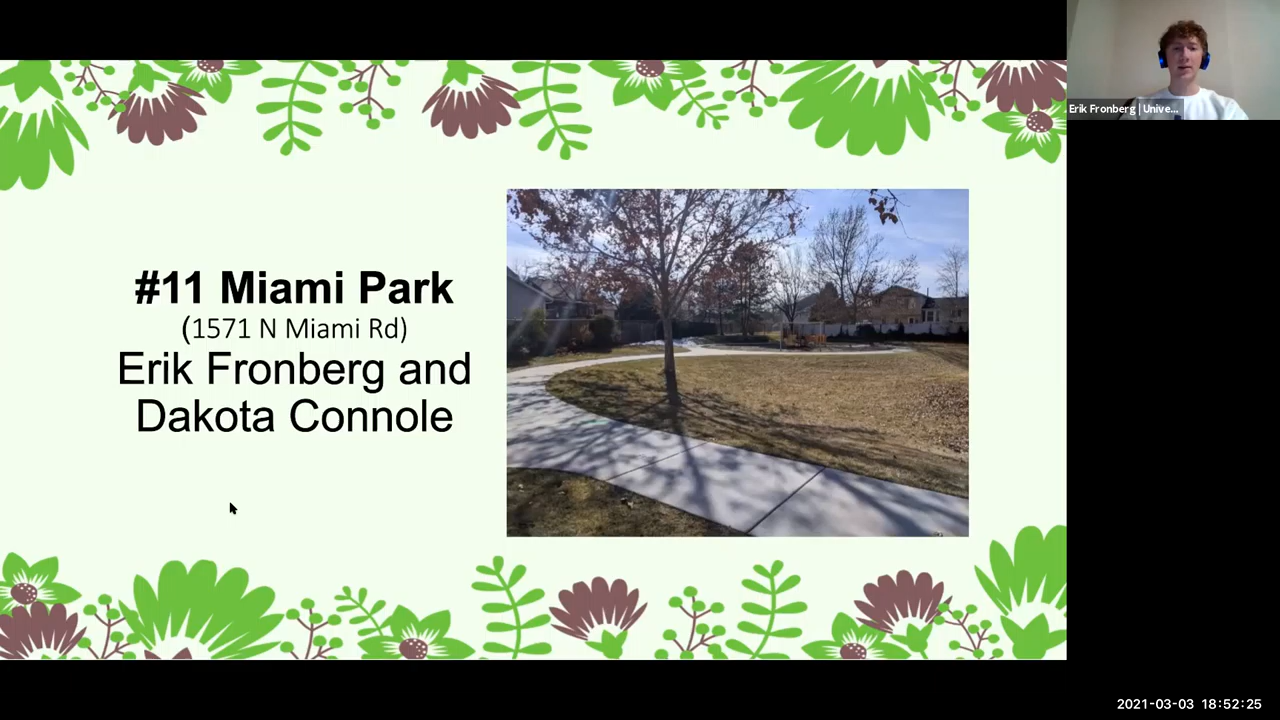 #11 Miami Park
(1571 N Miami Rd)
Erik Fronberg and
Dakota Connole
Erik Fronberg | Unive...
2021-03-03 18:52:25